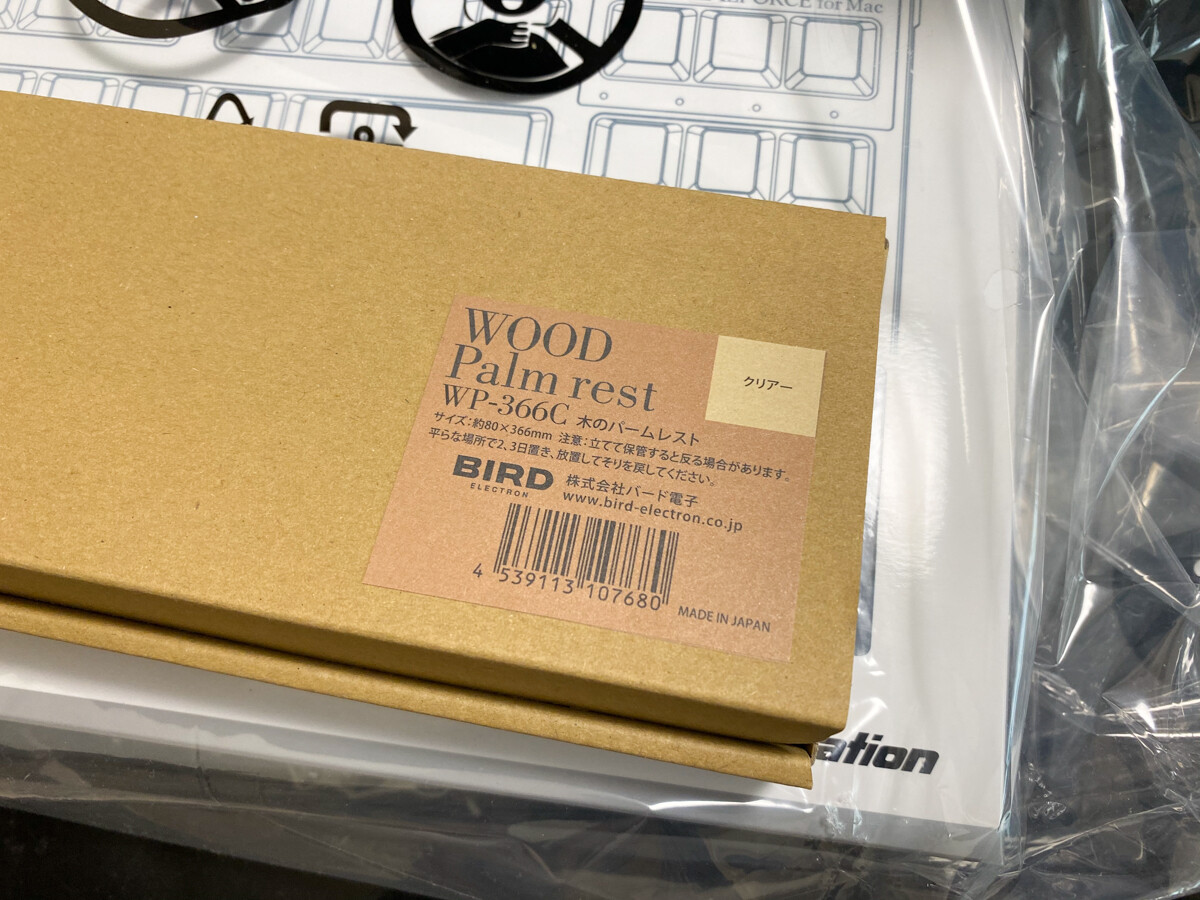 FORCE for Mac
WOOD
Palm rest
クリアー
WP-366C 木のパームレスト
サイズ:約80×366mm 注意:立てて保管すると反る場合があります。
平らな場所で2、3日置き、放置してそりを戻してください。
BIRD
ELECTRON
株式会社バード電子
www.bird-electron.co.jp
4 539113 107680
MADE IN JAPAN
ation